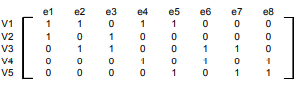 e1 e2 e3 e4 e5 e6 e7 e8
V1 1 1 0 1 1 0 0 0
V2 1 0 1 0 0 0 0 0
V3 0 1 1 0 0 1 1 0
V4 0 0 0 1 0 1 0 1
V5 0 0 0 0 1 0 1 1